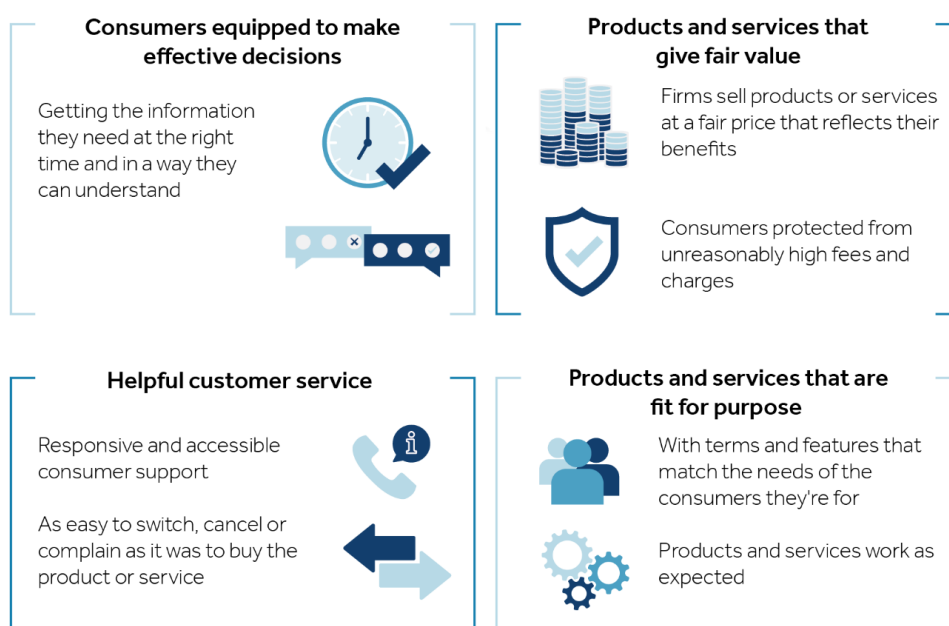 Consumers equipped to make
effective decisions
Getting the information
they need at the right
time and in a way they
can understand
Products and services that
give fair value
Firms sell products or services
at a fair price that reflects their
benefits
Consumers protected from
unreasonably high fees and
charges
Helpful customer service
Responsive and accessible
consumer support
i
As easy to switch, cancel or
complain as it was to buy the
product or service
Products and services that are
fit for purpose
With terms and features that
match the needs of the
consumers they're for
Products and services work as
expected